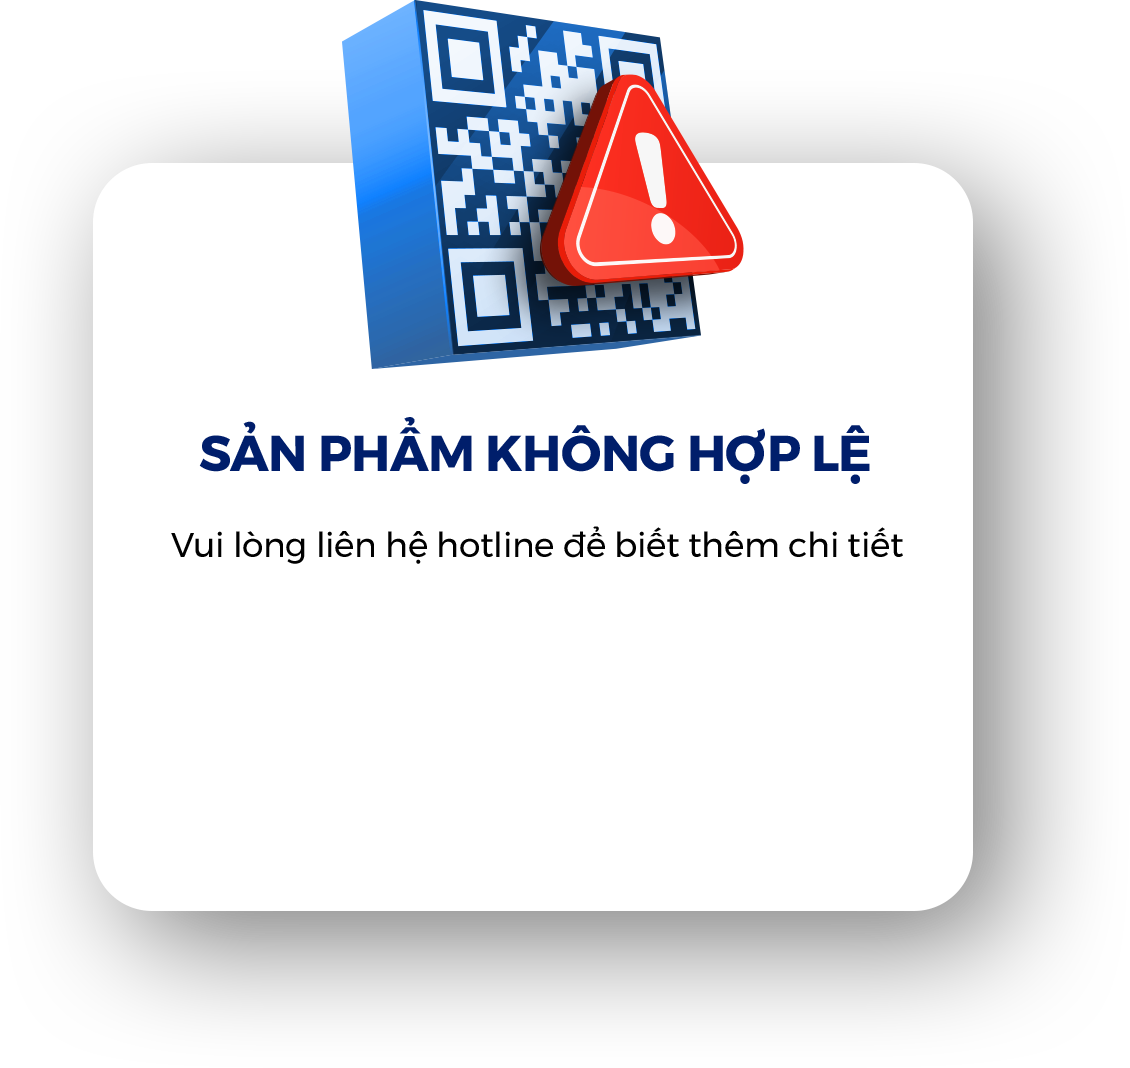 SẢN PHẨM KHÔNG HỢP LỆ
Vui lòng liên hệ hotline để biết thêm chi tiết